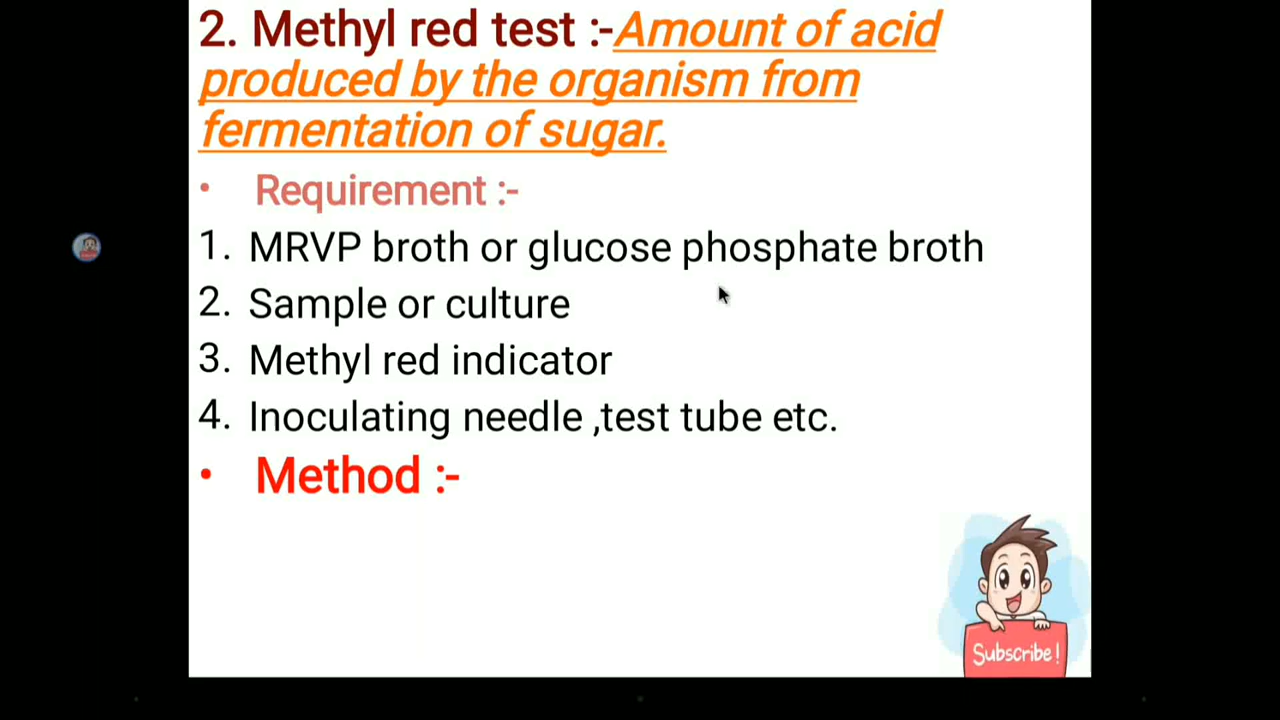 2. Methyl red test :-Amount of acid
produced by the organism from
fermentation of sugar.
• Requirement :-
1. MRVP broth or glucose phosphate broth
2. Sample or culture
3. Methyl red indicator
4. Inoculating needle ,test tube etc.
• Method :-
Subscribe!